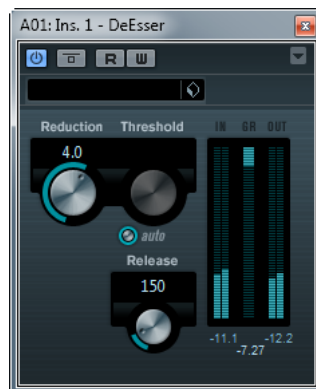 A01: Ins. 1 - DeEsser
R W
Reduction Threshold IN GR OUT
4.0
auto
Release
150
-11.1 -12.2
-7.27